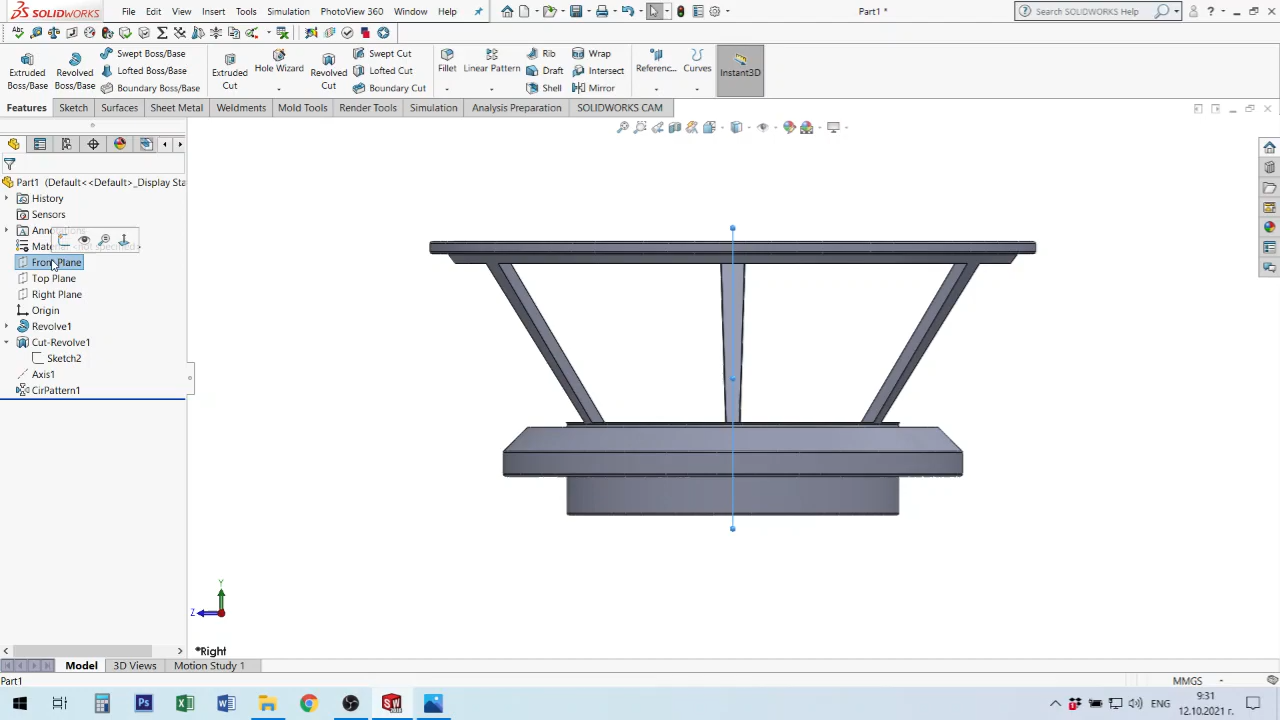 SOLIDWORKS File Edit View Insert Tools Simulation PhotoView 360 Window Help Part1 * Search SOLIDWORKS Help ?
Extruded Boss/Base
Revolved Boss/Base
Swept Boss/Base
Lofted Boss/Base
Boundary Boss/Base
Extruded Cut
Hole Wizard
Revolved Cut
Swept Cut
Lofted Cut
Boundary Cut
Fillet
Linear Pattern
Rib
Draft
Shell
Wrap
Intersect
Mirror
Referenc...
Curves
Instant3D
Features Sketch Surfaces Sheet Metal Weldments Mold Tools Render Tools Simulation Analysis Preparation SOLIDWORKS CAM
Part1 (Default<<Default>_Display Sta
History
Sensors
Front Plane
Top Plane
Right Plane
Origin
Revolve1
Cut-Revolve1
Sketch2
Axis1
CirPattern1
Y
Z
*Right
Model 3D Views Motion Study 1
Part1 MMGS
Ps
SW
ENG
9:31
12.10.2021 г.